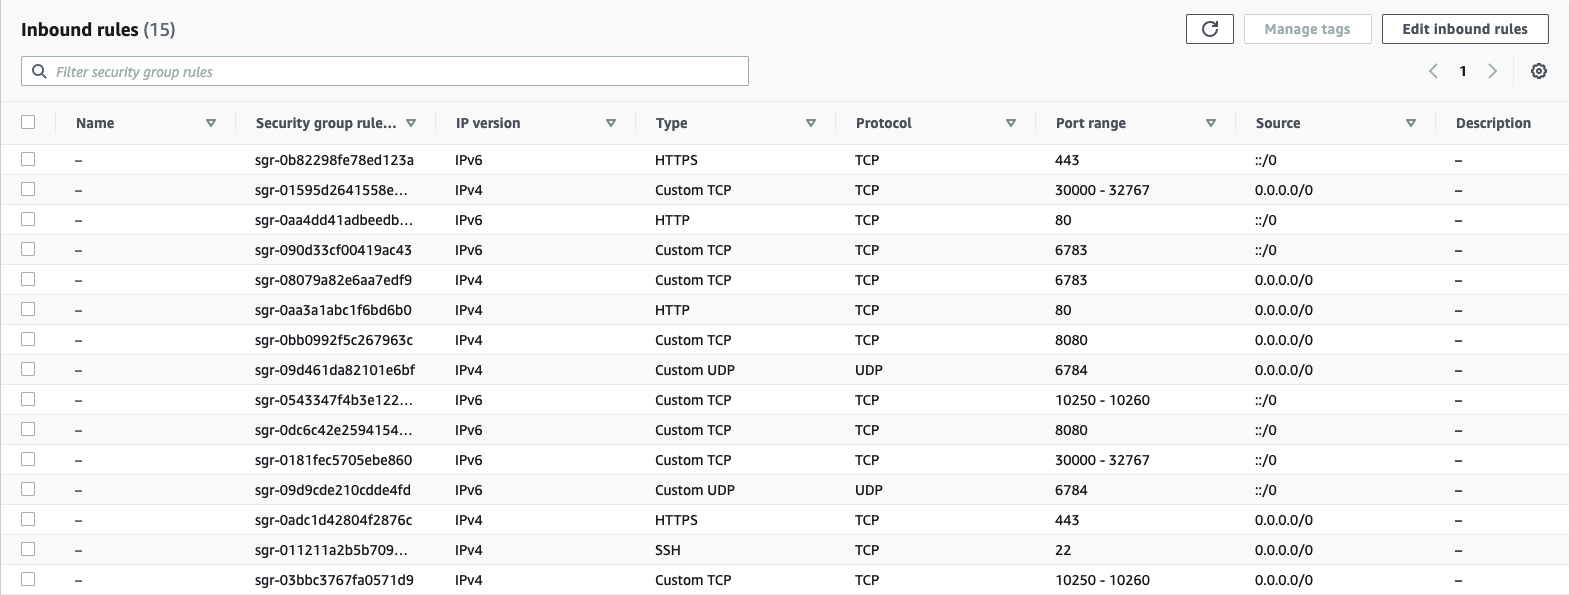 Inbound rules (15)
Manage tags
Edit inbound rules
Filter security group rules
1
Name Security group rule... IP version Type Protocol Port range Source Description
– sgr-0b82298fe78ed123a IPv6 HTTPS TCP 443 ::/0 –
– sgr-01595d2641558e... IPv4 Custom TCP TCP 30000 - 32767 0.0.0.0/0 –
– sgr-0aa4dd41adbeedb... IPv6 HTTP TCP 80 ::/0 –
– sgr-090d33cf00419ac43 IPv6 Custom TCP TCP 6783 ::/0 –
– sgr-08079a82e6aa7edf9 IPv4 Custom TCP TCP 6783 0.0.0.0/0 –
– sgr-0aa3a1abc1f6bd6b0 IPv4 HTTP TCP 80 0.0.0.0/0 –
– sgr-0bb0992f5c267963c IPv4 Custom TCP TCP 8080 0.0.0.0/0 –
– sgr-09d461da82101e6bf IPv4 Custom UDP UDP 6784 0.0.0.0/0 –
– sgr-0543347f4b3e122... IPv6 Custom TCP TCP 10250 - 10260 ::/0 –
– sgr-0dc6c42e2594154... IPv6 Custom TCP TCP 8080 ::/0 –
– sgr-0181fec5705ebe860 IPv6 Custom TCP TCP 30000 - 32767 ::/0 –
– sgr-09d9cde210cdde4fd IPv6 Custom UDP UDP 6784 ::/0 –
– sgr-0adc1d42804f2876c IPv4 HTTPS TCP 443 0.0.0.0/0 –
– sgr-011211a2b5b709... IPv4 SSH TCP 22 0.0.0.0/0 –
– sgr-03bbc3767fa0571d9 IPv4 Custom TCP TCP 10250 - 10260 0.0.0.0/0 –